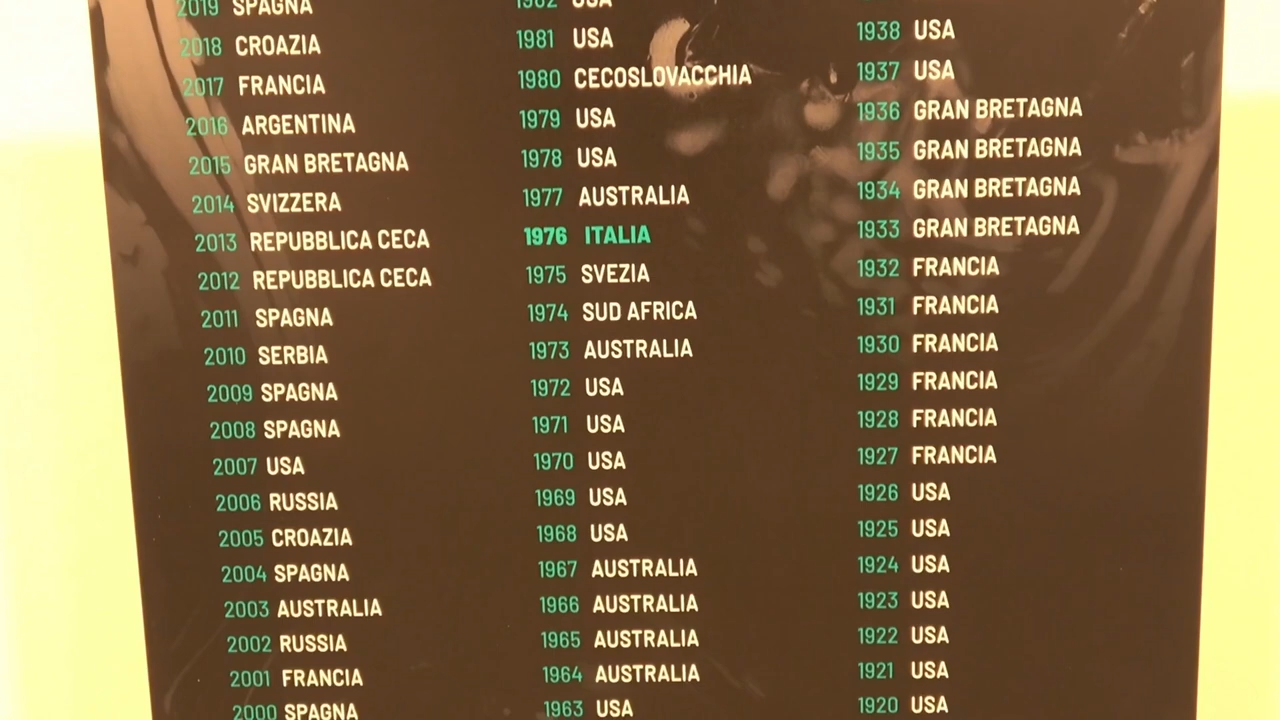 2019 SPAGNA
2018 CROAZIA
2017 FRANCIA
2016 ARGENTINA
2015 GRAN BRETAGNA
2014 SVIZZERA
2013 REPUBBLICA CECA
2012 REPUBBLICA CECA
2011 SPAGNA
2010 SERBIA
2009 SPAGNA
2008 SPAGNA
2007 USA
2006 RUSSIA
2005 CROAZIA
2004 SPAGNA
2003 AUSTRALIA
2002 RUSSIA
2001 FRANCIA
2000 SPAGNA
1982 USA
1981 USA
1980 CECOSLOVACCHIA
1979 USA
1978 USA
1977 AUSTRALIA
1976 ITALIA
1975 SVEZIA
1974 SUD AFRICA
1973 AUSTRALIA
1972 USA
1971 USA
1970 USA
1969 USA
1968 USA
1967 AUSTRALIA
1966 AUSTRALIA
1965 AUSTRALIA
1964 AUSTRALIA
1963 USA
1938 USA
1937 USA
1936 GRAN BRETAGNA
1935 GRAN BRETAGNA
1934 GRAN BRETAGNA
1933 GRAN BRETAGNA
1932 FRANCIA
1931 FRANCIA
1930 FRANCIA
1929 FRANCIA
1928 FRANCIA
1927 FRANCIA
1926 USA
1925 USA
1924 USA
1923 USA
1922 USA
1921 USA
1920 USA